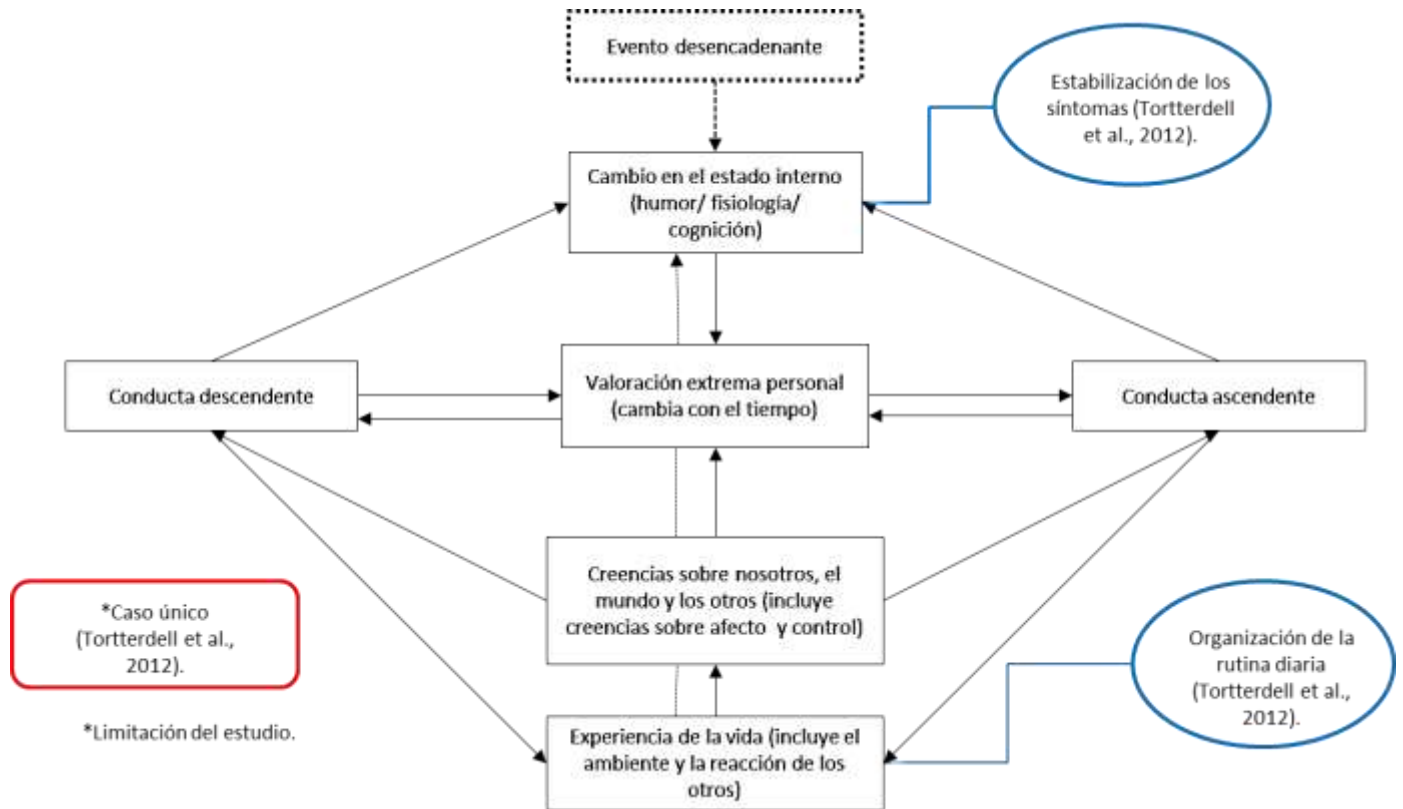 Evento desencadenante
Estabilización de los
síntomas (Tortterdell
et al., 2012).
Cambio en el estado interno
(humor/ fisiología/
cognición)
Conducta descendente
Valoración extrema personal
(cambia con el tiempo)
Conducta ascendente
Creencias sobre nosotros, el
mundo y los otros (incluye
creencias sobre afecto y control)
*Caso único
(Tortterdell et al.,
2012).
Organización de la
rutina diaria
(Tortterdell et al.,
2012).
*Limitación del estudio.
Experiencia de la vida (incluye el
ambiente y la reacción de los
otros)